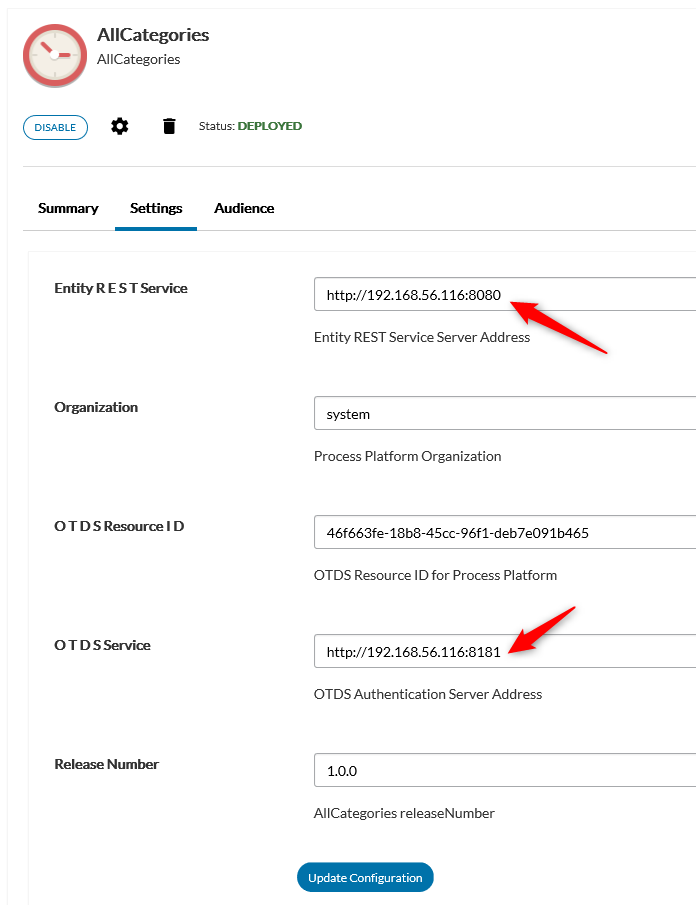 AllCategories
AllCategories
DISABLE
Status: DEPLOYED
Summary Settings Audience
Entity R E S T Service
http://192.168.56.116:8080
Entity REST Service Server Address
Organization
system
Process Platform Organization
O T D S Resource I D
46f663fe-18b8-45cc-96f1-deb7e091b465
OTDS Resource ID for Process Platform
O T D S Service
http://192.168.56.116:8181
OTDS Authentication Server Address
Release Number
1.0.0
AllCategories releaseNumber
Update Configuration